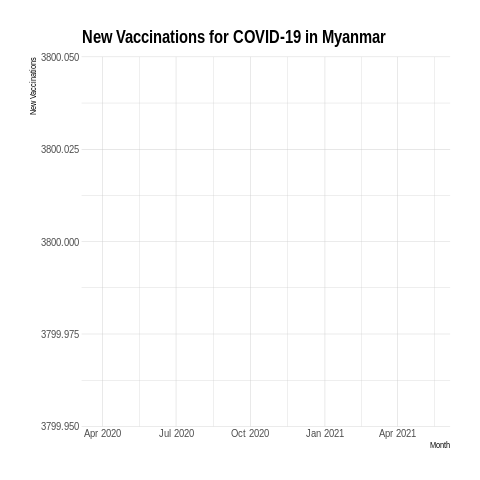 New Vaccinations for COVID-19 in Myanmar
New Vaccinations
3800.050
3800.025
3800.000
3799.975
3799.950
Apr 2020 Jul 2020 Oct 2020 Jan 2021 Apr 2021
Month